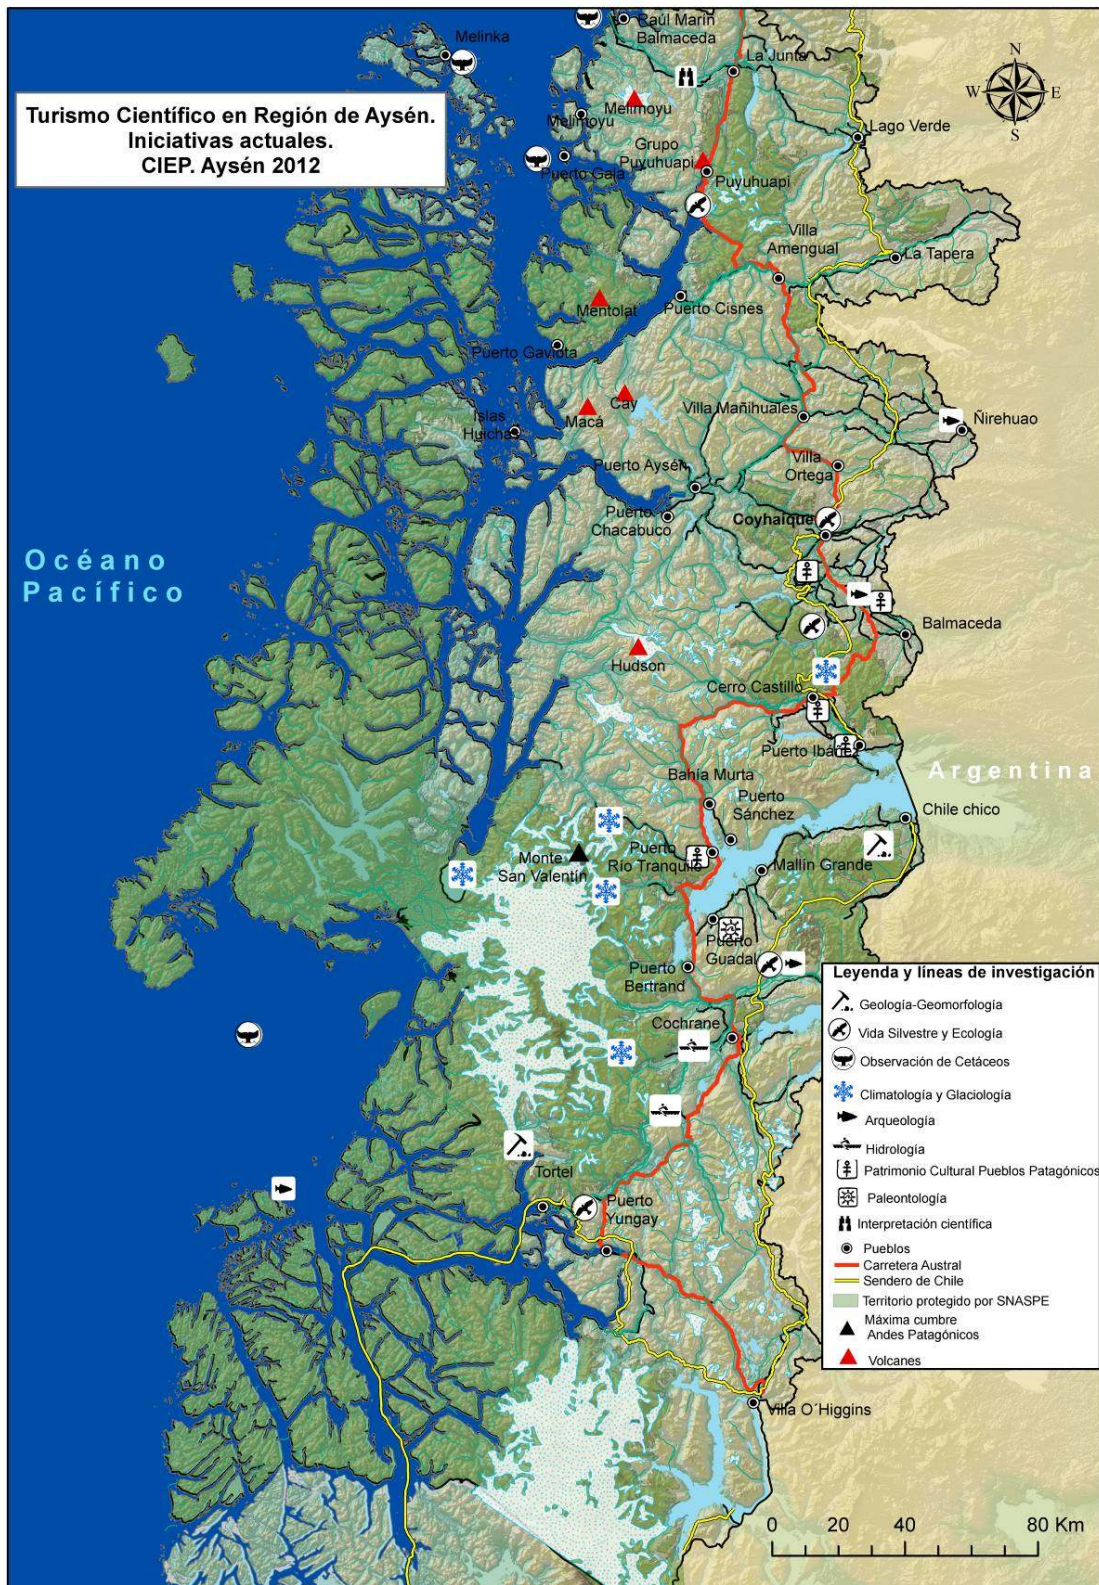 Raúl Marín
Balmaceda
Melinka
La Junta
N
W
E
S
Turismo Científico en Región de Aysén.
Iniciativas actuales.
CIEP. Aysén 2012
Melimoyu
Melimoyu
Lago Verde
Grupo
Puyuhuapi
Puerto Gala
Puyuhuapi
Villa
Amengual
La Tapera
Mentolat
Puerto Cisnes
Puerto Gaviota
Cay
Macá
Islas
Huichas
Villa Mañihuales
Ñirehuao
Puerto Aysén
Villa
Ortega
Puerto
Chacabuco
Coyhaique
Océano
Pacífico
Balmaceda
Hudson
Cerro Castillo
Puerto Ibáñez
Argentina
Bahía Murta
Puerto
Sánchez
Chile chico
Monte
San Valentín
Puerto
Río Tranquilo
Mallín Grande
Puerto
Guadal
Puerto
Bertrand
Cochrane
Leyenda y líneas de investigación
Geología-Geomorfología
Vida Silvestre y Ecología
Observación de Cetáceos
Climatología y Glaciología
Arqueología
Hidrología
Patrimonio Cultural Pueblos Patagónicos
Paleontología
Interpretación científica
Pueblos
Carretera Austral
Sendero de Chile
Territorio protegido por SNASPE
Máxima cumbre
Andes Patagónicos
Volcanes
Tortel
Puerto
Yungay
Villa O´Higgins
0 20 40 80 Km